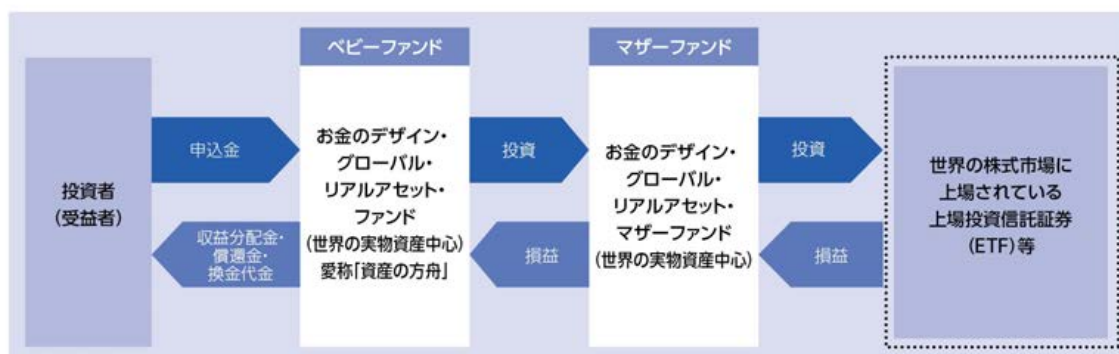 ベビーファンド
マザーファンド
投資者
(受益者)
申込金
収益分配金・
償還金・
換金代金
お金のデザイン・
グローバル・
リアルアセット・
ファンド
(世界の実物資産中心)
愛称｢資産の方舟｣
投資
損益
お金のデザイン・
グローバル・
リアルアセット・
マザーファンド
(世界の実物資産中心)
投資
損益
世界の株式市場に
上場されている
上場投資信託証券
(ETF)等